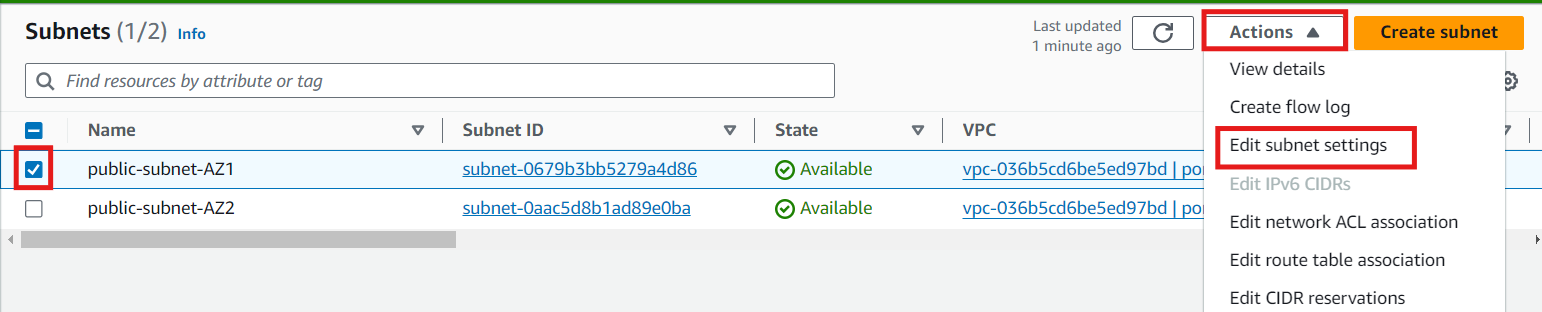 Subnets (1/2) Info
Last updated
1 minute ago
Actions
Create subnet
Find resources by attribute or tag
View details
Create flow log
Edit subnet settings
Edit IPv6 CIDRs
Edit network ACL association
Edit route table association
Edit CIDR reservations
Name Subnet ID State VPC
public-subnet-AZ1 subnet-0679b3bb5279a4d86 Available vpc-036b5cd6be5ed97bd |
public-subnet-AZ2 subnet-0aac5d8b1ad89e0ba Available vpc-036b5cd6be5ed97bd |